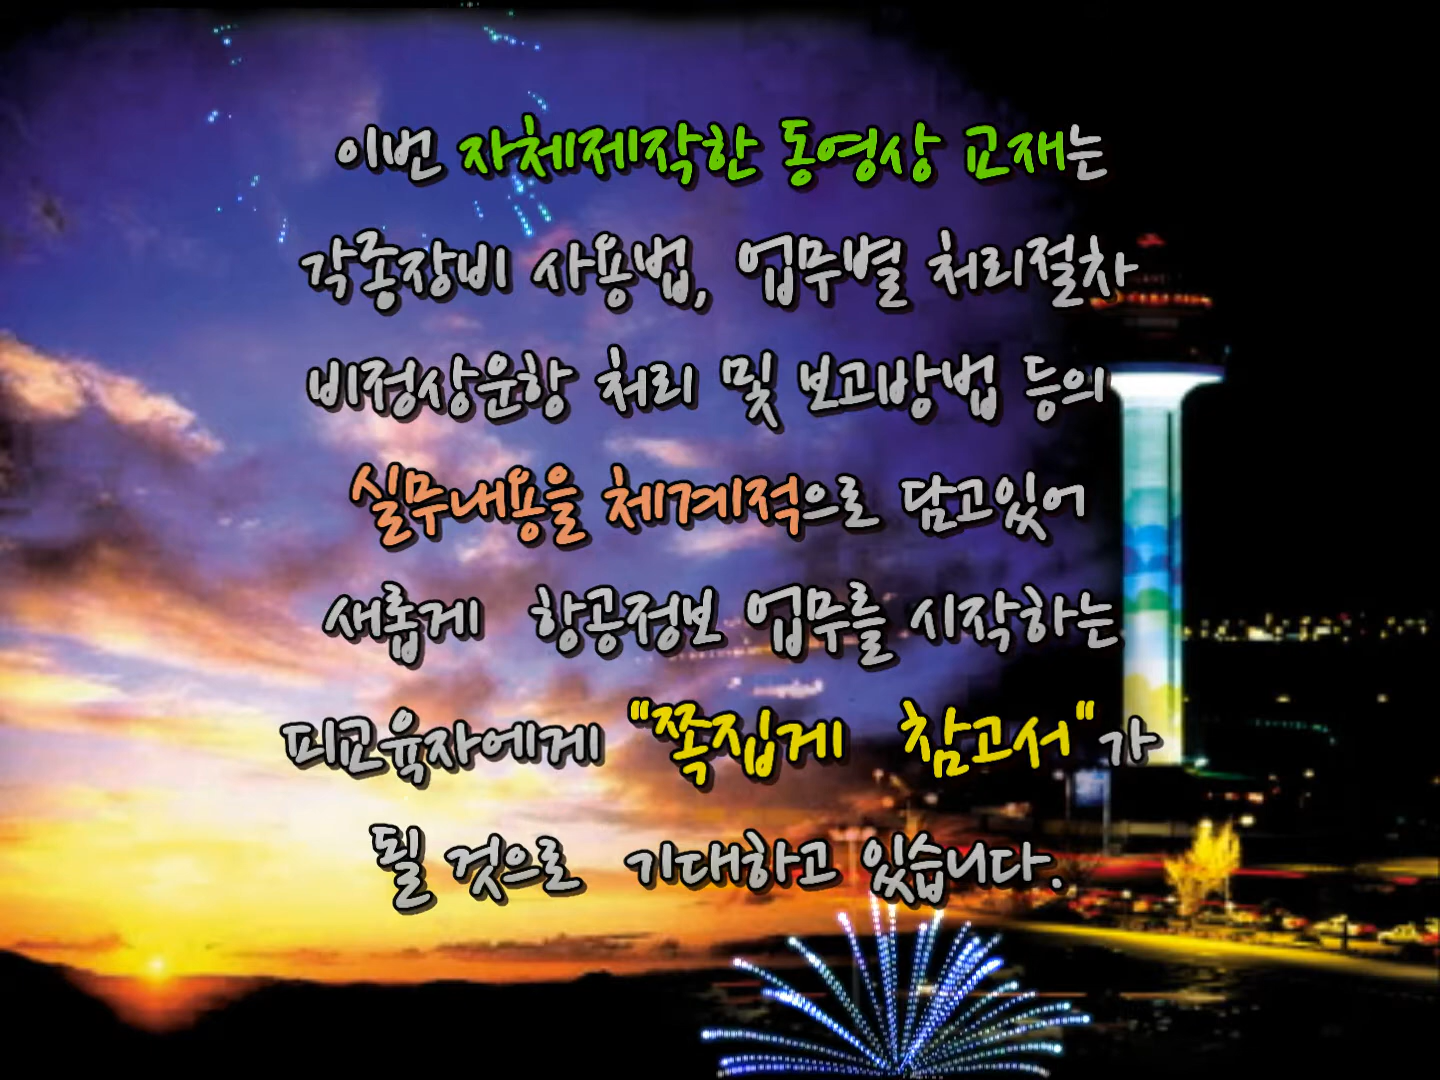 이번 자체제작한 동영상 교재는
각종장비 사용법, 업무별 처리절차
비정상운항 처리 및 보고방법 등의
실무내용을 체계적으로 담고있어
새롭게 항공정보 업무를 시작하는
피교육자에게 "쪽집게 참고서"가
될 것으로 기대하고 있습니다.